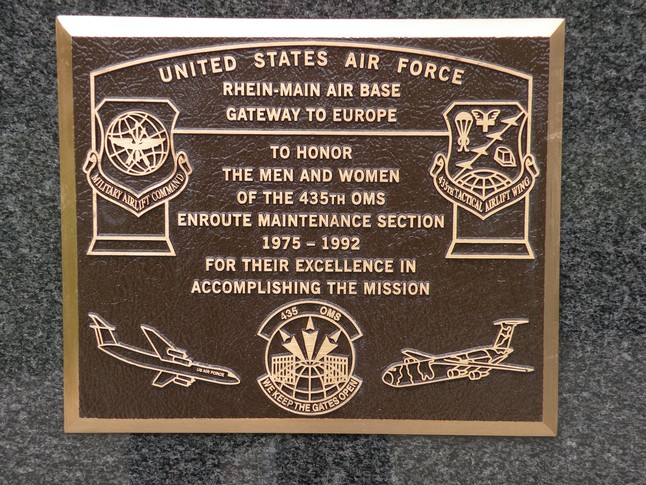 UNITED STATES AIR FORCE
RHEIN-MAIN AIR BASE
GATEWAY TO EUROPE
MILITARY AIRLIFT COMMAND
435TH TACTICAL AIRLIFT WING
TO HONOR
THE MEN AND WOMEN
OF THE 435TH OMS
ENROUTE MAINTENANCE SECTION
1975 – 1992
FOR THEIR EXCELLENCE IN
ACCOMPLISHING THE MISSION
US AIR FORCE
435 OMS
WE KEEP THE GATES OPEN